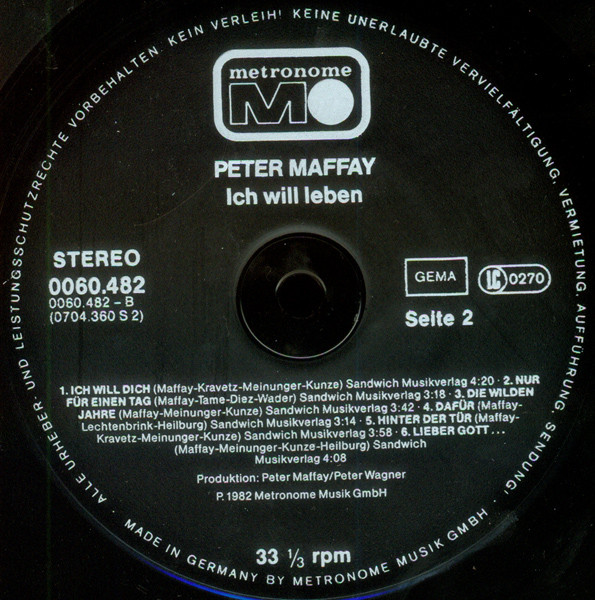 · ALLE URHEBER- UND LEISTUNGSSCHUTZRECHTE VORBEHALTEN. KEIN VERLEIH! KEINE UNERLAUBTE VERVIELFÄLTIGUNG, VERMIETUNG, AUFFÜHRUNG, SENDUNG! ·
metronome
M
PETER MAFFAY
Ich will leben
STEREO
0060.482
0060.482 – B
(0704.360 S 2)
GEMA
LC 0270
Seite 2
1. ICH WILL DICH (Maffay-Kravetz-Meinunger-Kunze) Sandwich Musikverlag 4:20 · 2. NUR
FÜR EINEN TAG (Maffay-Tame-Diez-Wader) Sandwich Musikverlag 3:18 · 3. DIE WILDEN
JAHRE (Maffay-Meinunger-Kunze) Sandwich Musikverlag 3:42 · 4. DAFÜR (Maffay-
Lechtenbrink-Heilburg) Sandwich Musikverlag 3:14 · 5. HINTER DER TÜR (Maffay-
Kravetz-Meinunger-Kunze) Sandwich Musikverlag 3:58 · 6. LIEBER GOTT...
(Maffay-Meinunger-Kunze-Heilburg) Sandwich
Musikverlag 4:08
Produktion: Peter Maffay/Peter Wagner
P. 1982 Metronome Musik GmbH
33 ⅓ rpm
MADE IN GERMANY BY METRONOME MUSIK GMBH